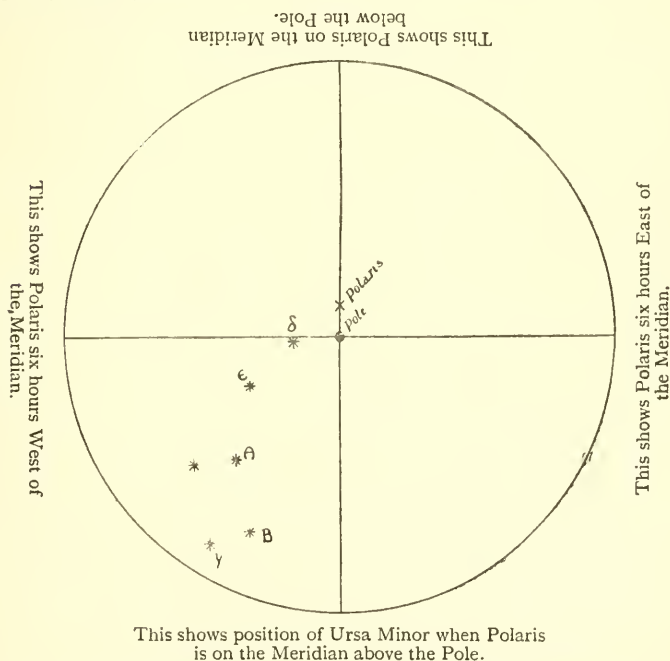 This shows Polaris on the Meridian
below the Pole.
This shows Polaris six hours West of
the, Meridian.
This shows Polaris six hours East of
the Meridian,
Polaris
Pole
δ
ε
A
B
γ
This shows position of Ursa Minor when Polaris
is on the Meridian above the Pole.